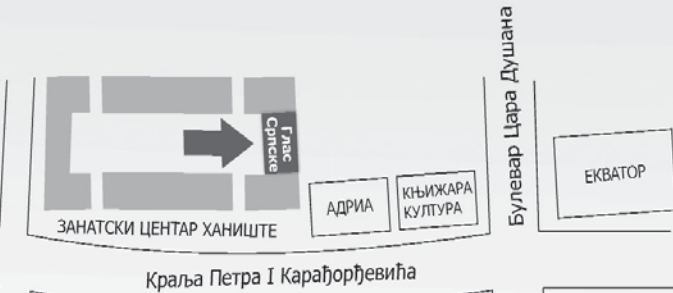 Булевар Цара Душана
Глас
Српске
ЕКВАТОР
АДРИА
КЊИЖАРА
КУЛТУРА
ЗАНАТСКИ ЦЕНТАР ХАНИШТЕ
Краља Петра I Карађорђевића